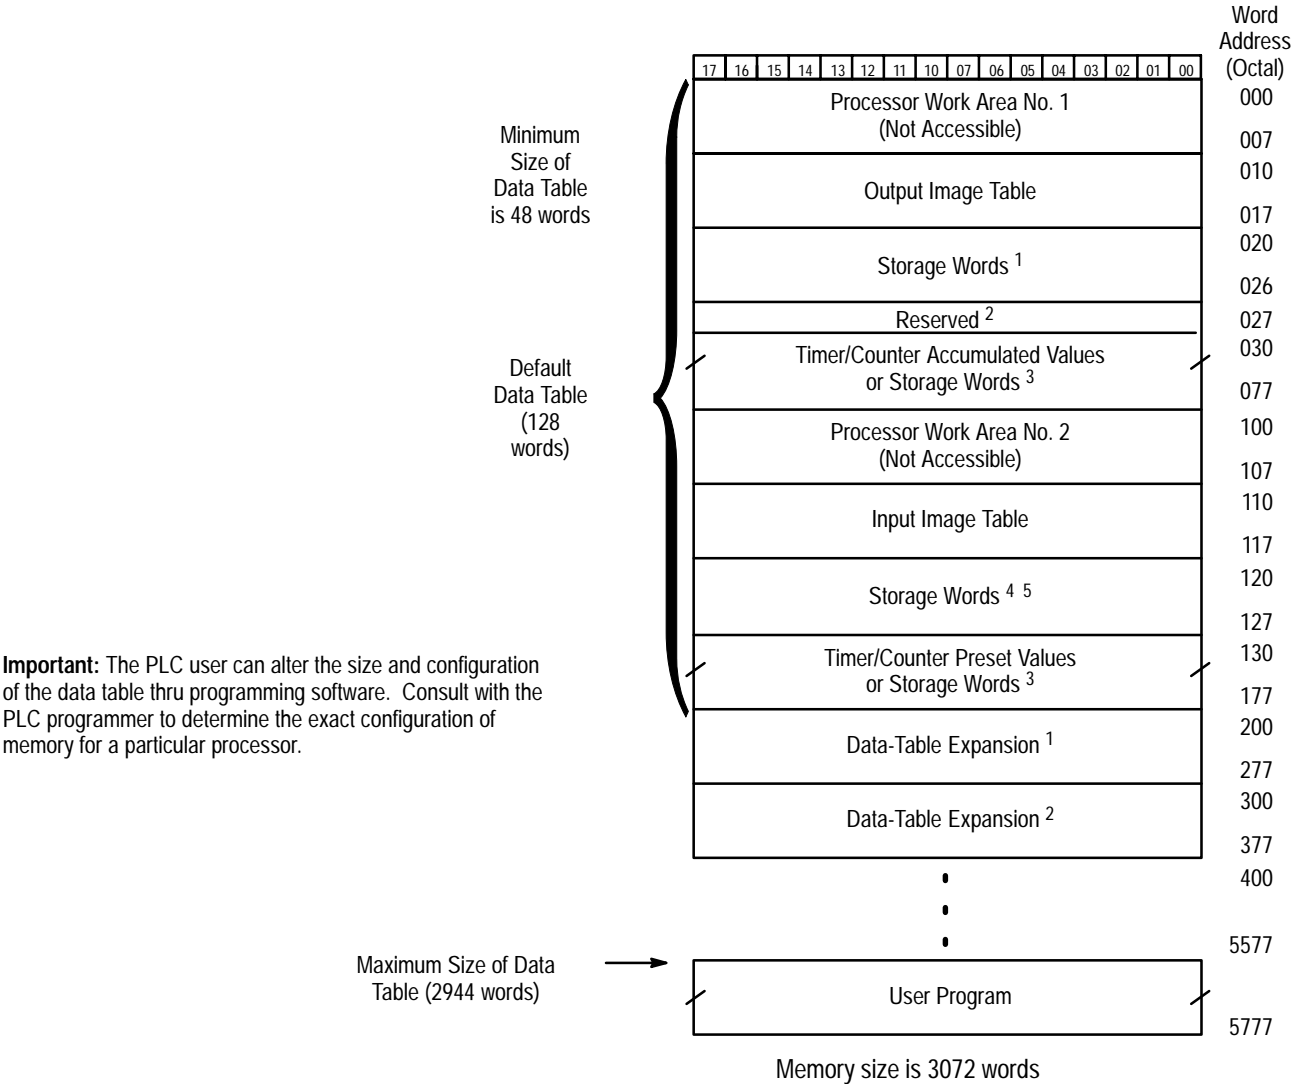 Word
Address
(Octal)
17 16 15 14 13 12 11 10 07 06 05 04 03 02 01 00
Processor Work Area No. 1
(Not Accessible)
000
007
Minimum
Size of
Data Table
is 48 words
Output Image Table
010
017
Storage Words 1
020
026
Reserved 2
027
Timer/Counter Accumulated Values
or Storage Words 3
030
077
Default
Data Table
(128
words)
Processor Work Area No. 2
(Not Accessible)
100
107
Input Image Table
110
117
Storage Words 4 5
120
127
Timer/Counter Preset Values
or Storage Words 3
130
177
Important: The PLC user can alter the size and configuration
of the data table thru programming software. Consult with the
PLC programmer to determine the exact configuration of
memory for a particular processor.
Data-Table Expansion 1
200
277
Data-Table Expansion 2
300
377
400
5577
Maximum Size of Data
Table (2944 words)
User Program
5777
Memory size is 3072 words